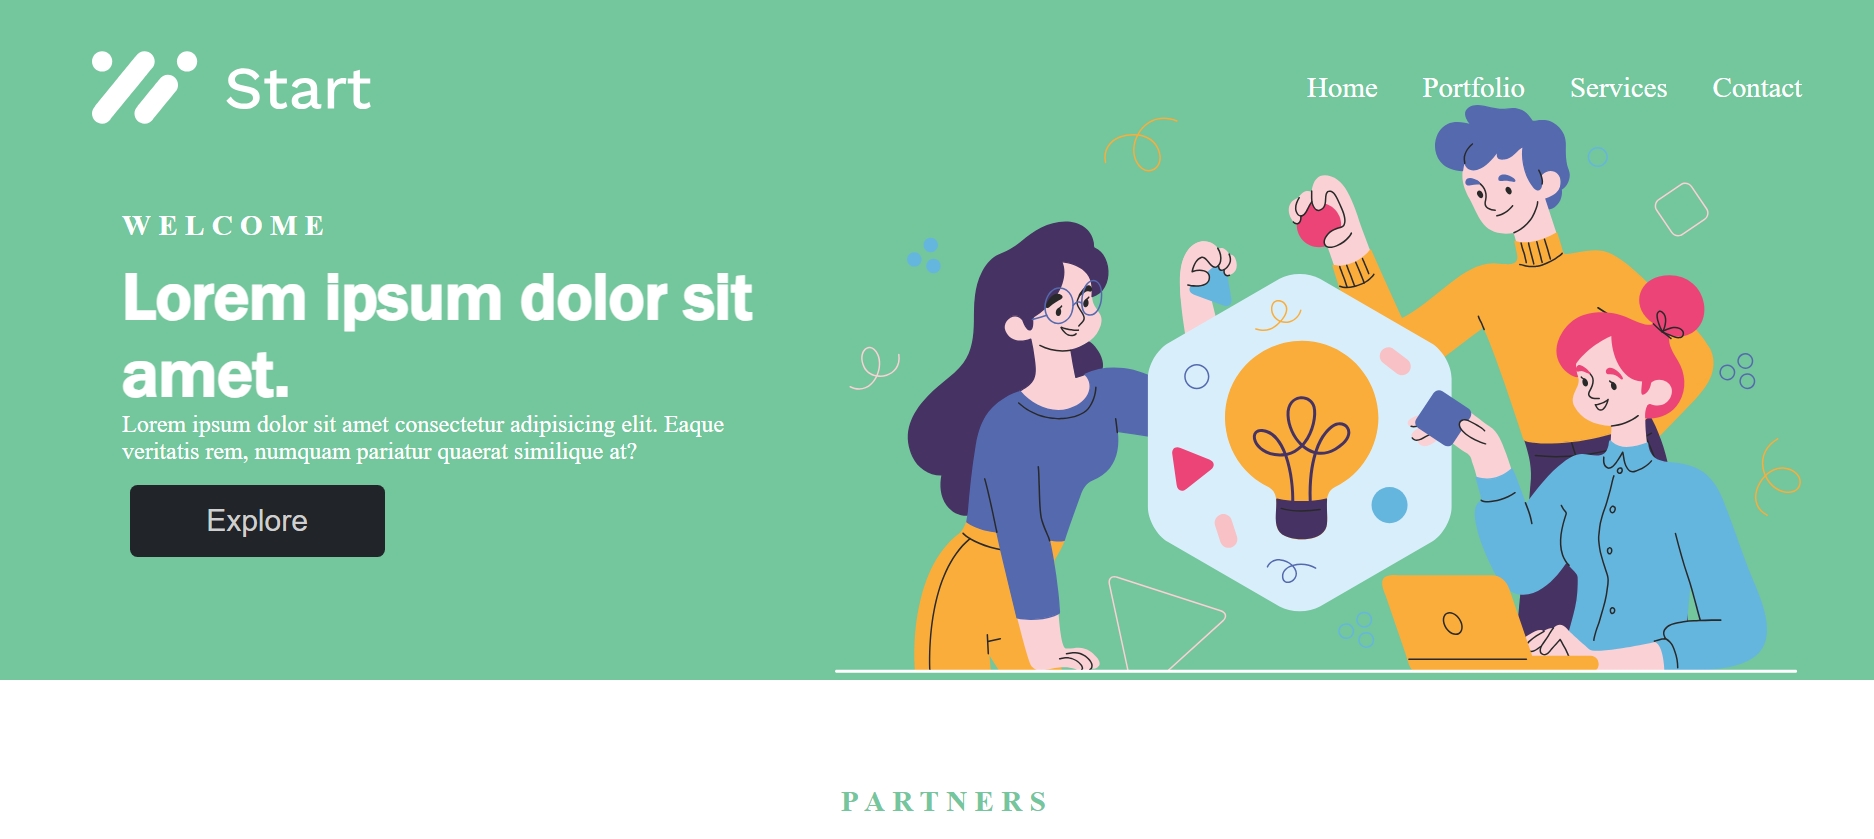 Start
Home Portfolio Services Contact
WELCOME
Lorem ipsum dolor sit
amet.
Lorem ipsum dolor sit amet consectetur adipisicing elit. Eaque
veritatis rem, numquam pariatur quaerat similique at?
Explore
PARTNERS